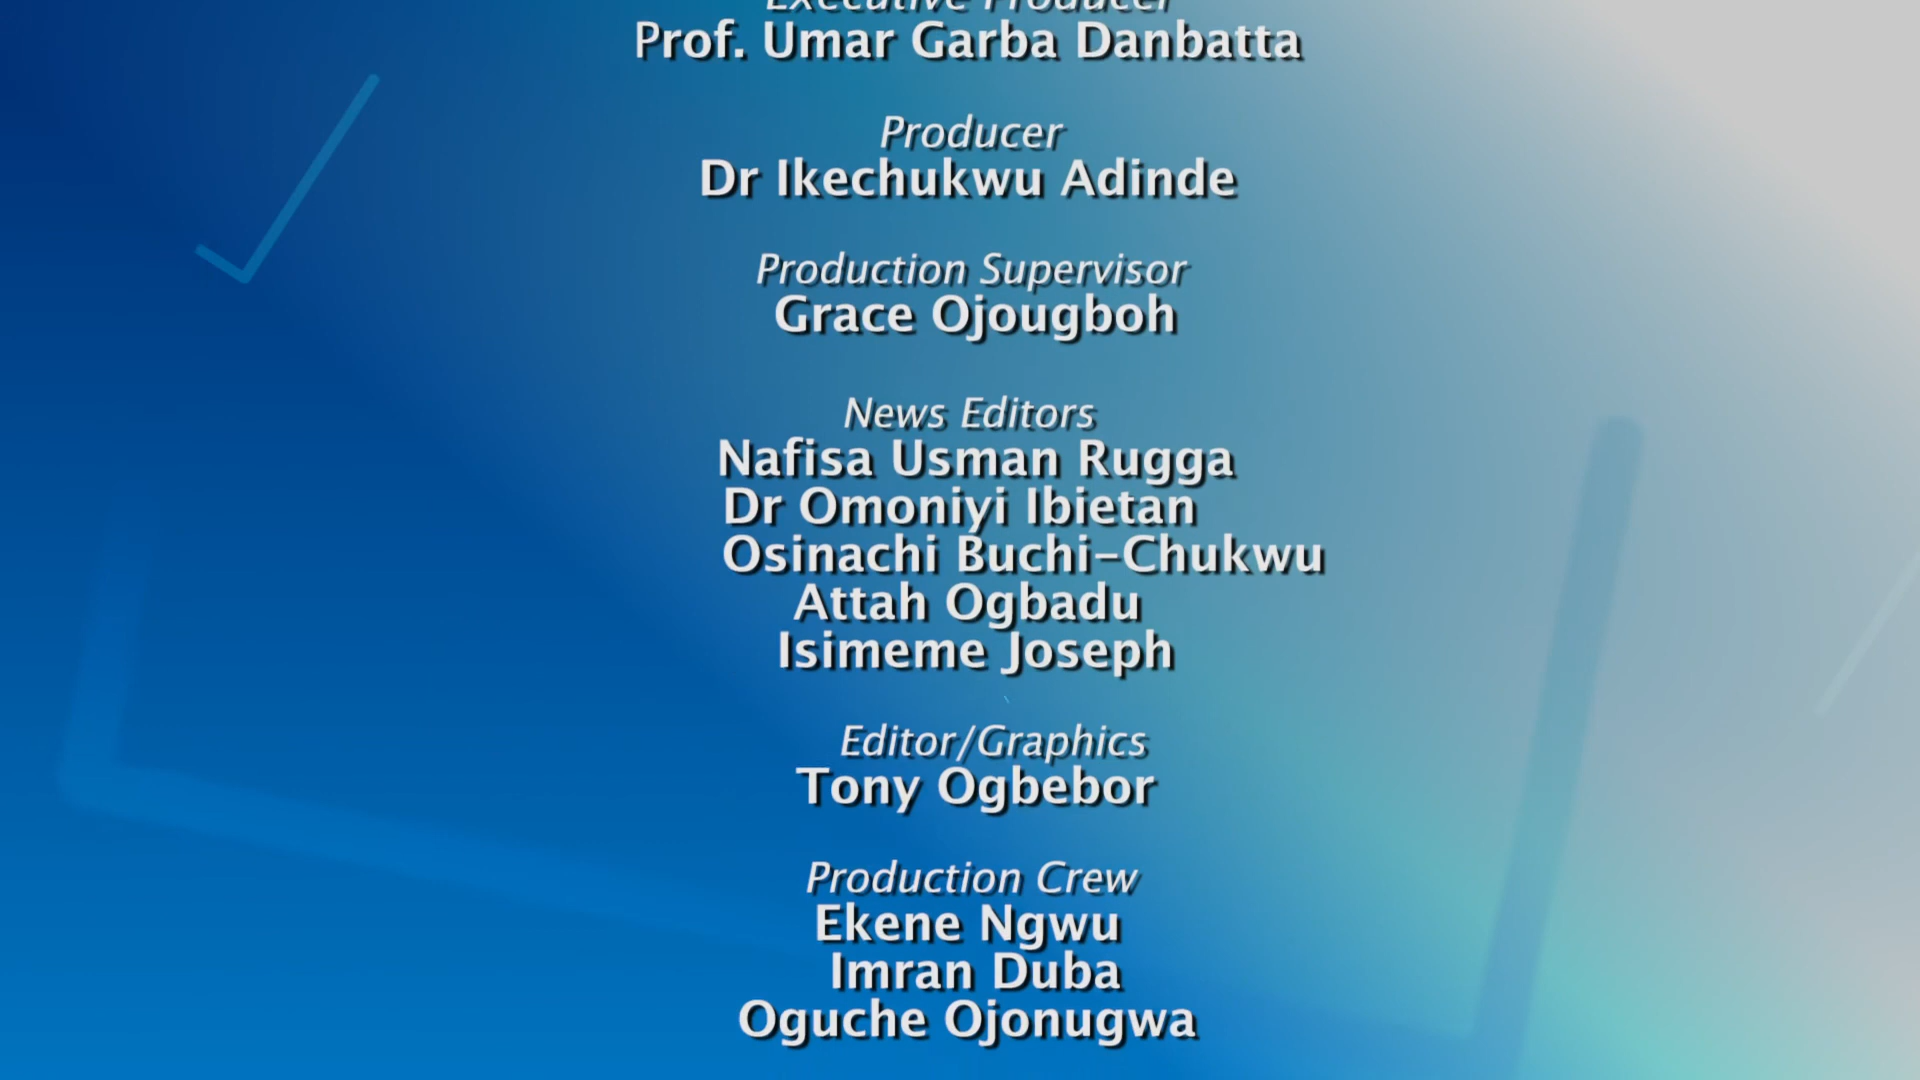 Executive Producer
Prof. Umar Garba Danbatta
Producer
Dr Ikechukwu Adinde
Production Supervisor
Grace Ojougboh
News Editors
Nafisa Usman Rugga
Dr Omoniyi Ibietan
Osinachi Buchi-Chukwu
Attah Ogbadu
Isimeme Joseph
Editor/Graphics
Tony Ogbebor
Production Crew
Ekene Ngwu
Imran Duba
Oguche Ojonugwa